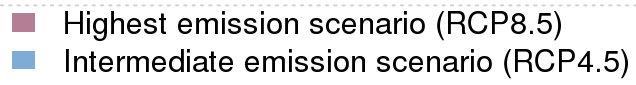 Highest emission scenario (RCP8.5)
Intermediate emission scenario (RCP4.5)